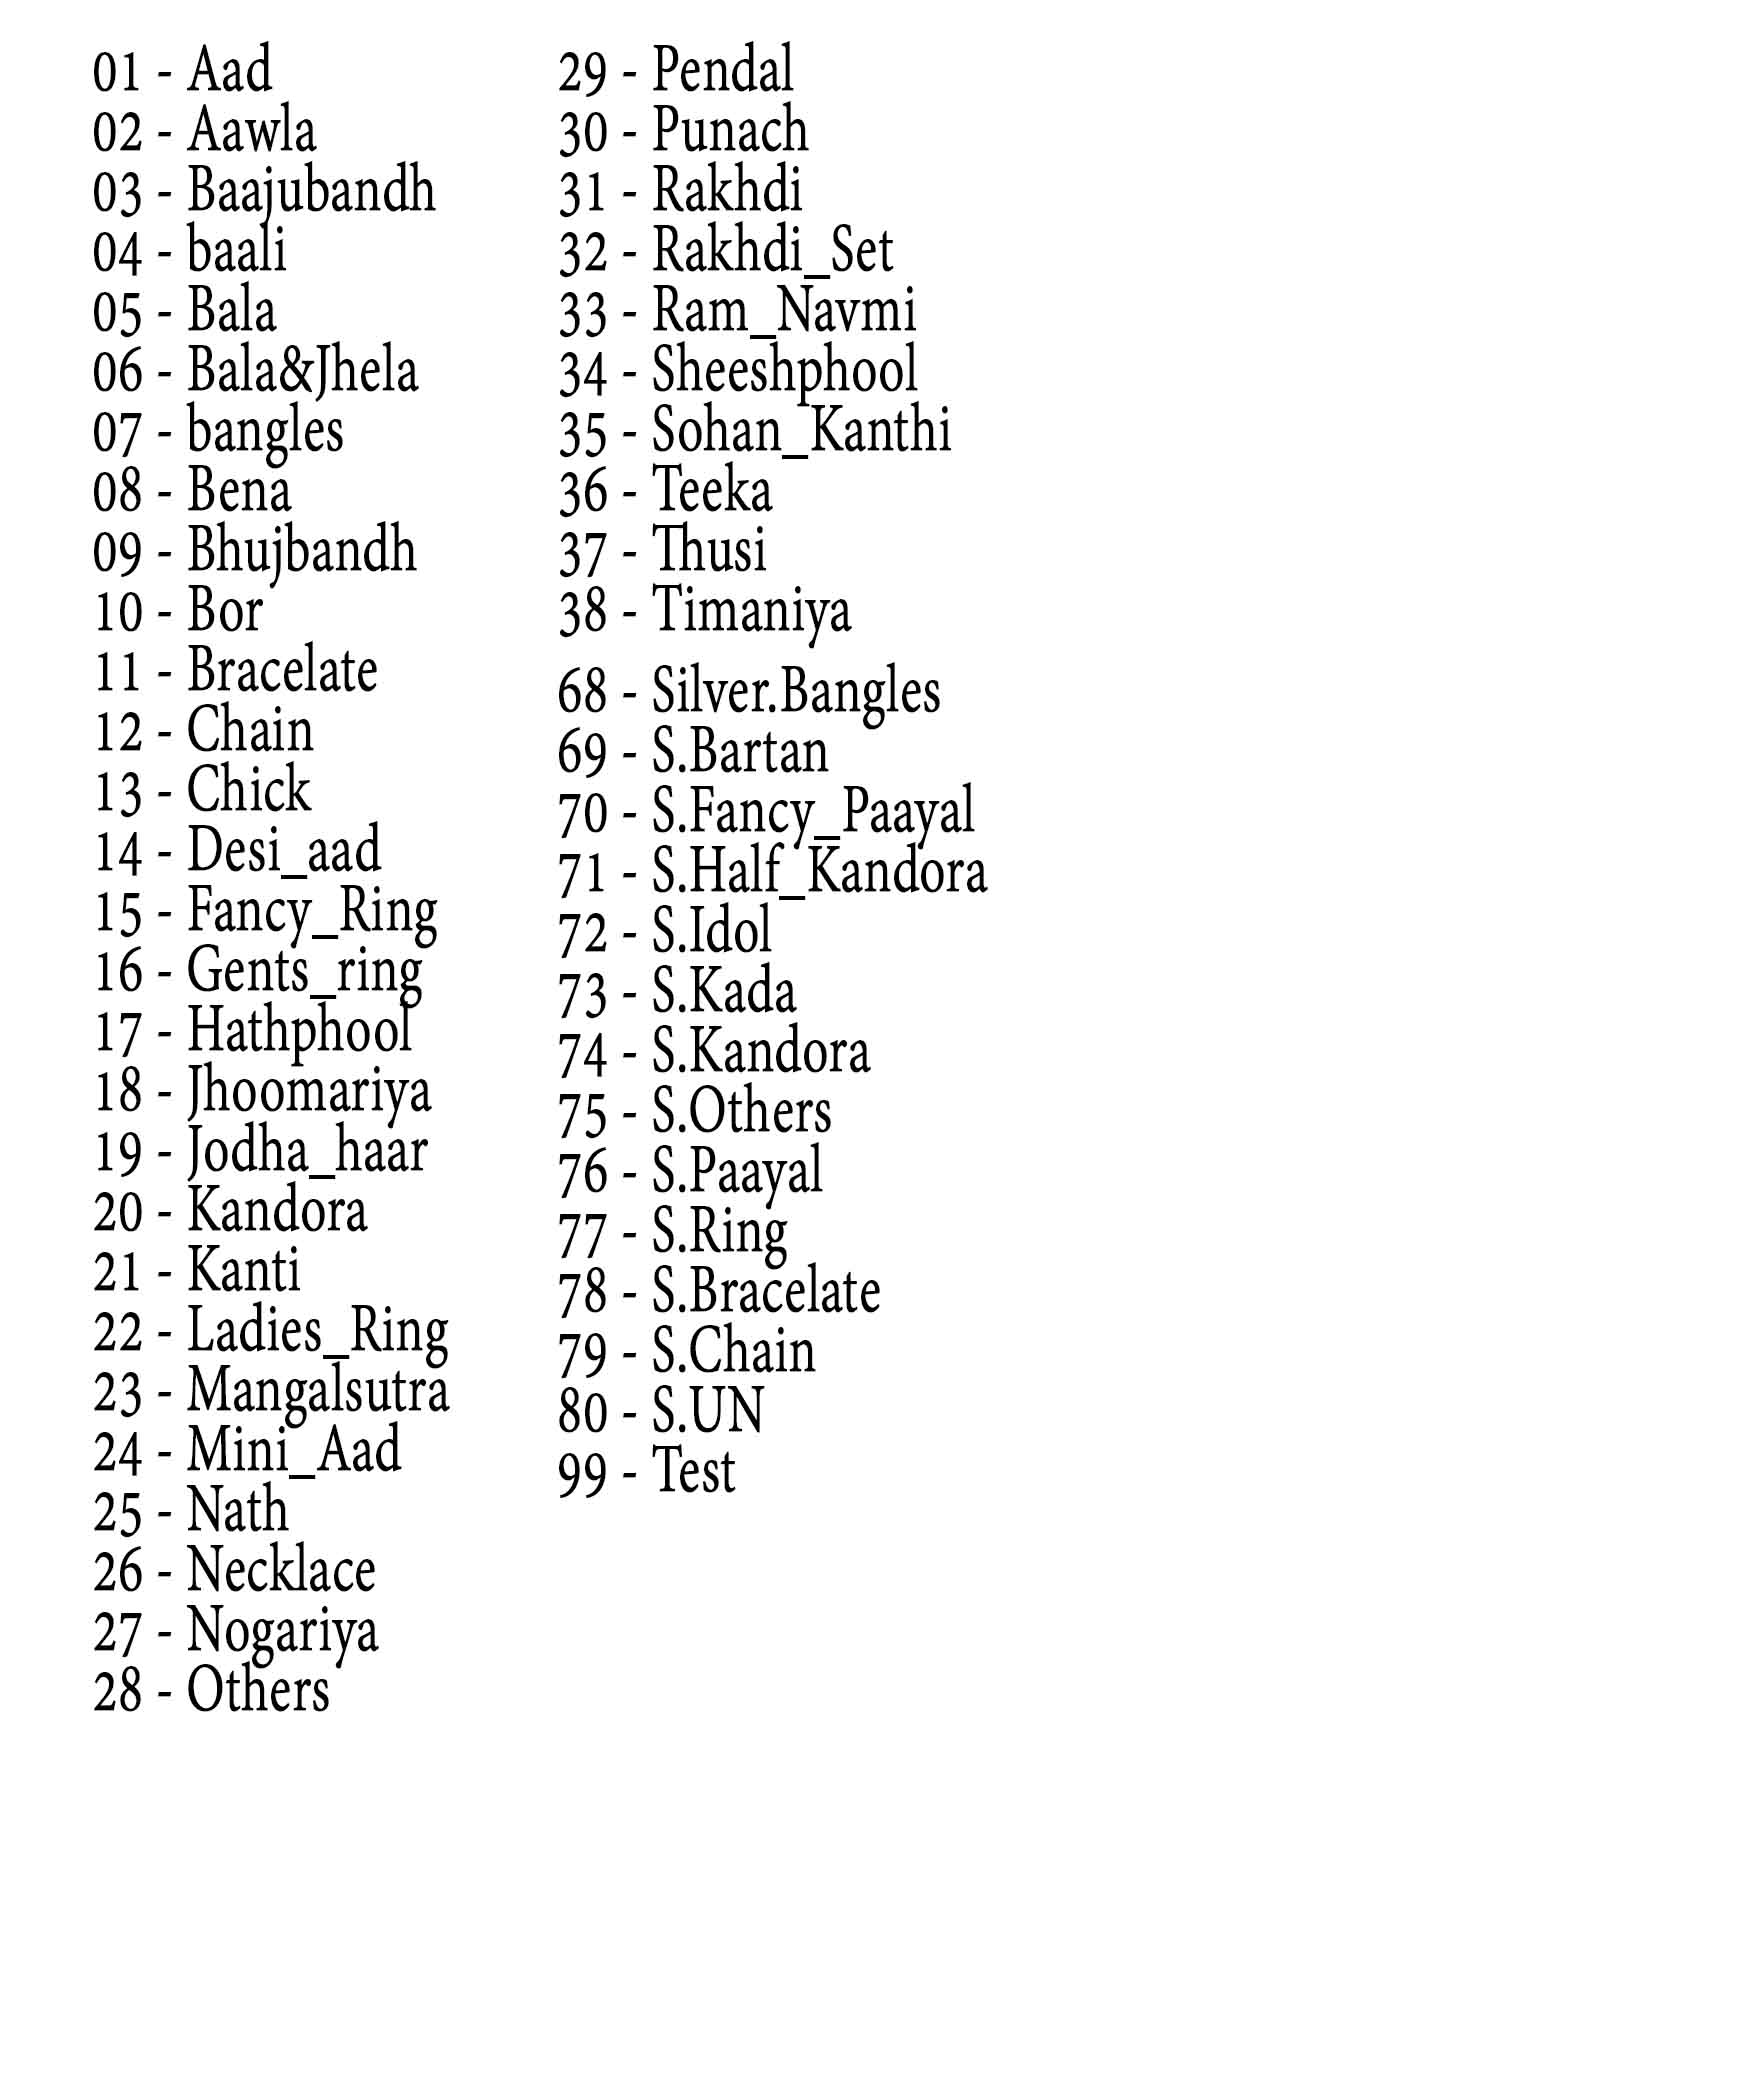 01 - Aad
02 - Aawla
03 - Baajubandh
04 - baali
05 - Bala
06 - Bala&Jhela
07 - bangles
08 - Bena
09 - Bhujbandh
10 - Bor
11 - Bracelate
12 - Chain
13 - Chick
14 - Desi_aad
15 - Fancy_Ring
16 - Gents_ring
17 - Hathphool
18 - Jhoomariya
19 - Jodha_haar
20 - Kandora
21 - Kanti
22 - Ladies_Ring
23 - Mangalsutra
24 - Mini_Aad
25 - Nath
26 - Necklace
27 - Nogariya
28 - Others
29 - Pendal
30 - Punach
31 - Rakhdi
32 - Rakhdi_Set
33 - Ram_Navmi
34 - Sheeshphool
35 - Sohan_Kanthi
36 - Teeka
37 - Thusi
38 - Timaniya
68 - Silver.Bangles
69 - S.Bartan
70 - S.Fancy_Paayal
71 - S.Half_Kandora
72 - S.Idol
73 - S.Kada
74 - S.Kandora
75 - S.Others
76 - S.Paayal
77 - S.Ring
78 - S.Bracelate
79 - S.Chain
80 - S.UN
99 - Test